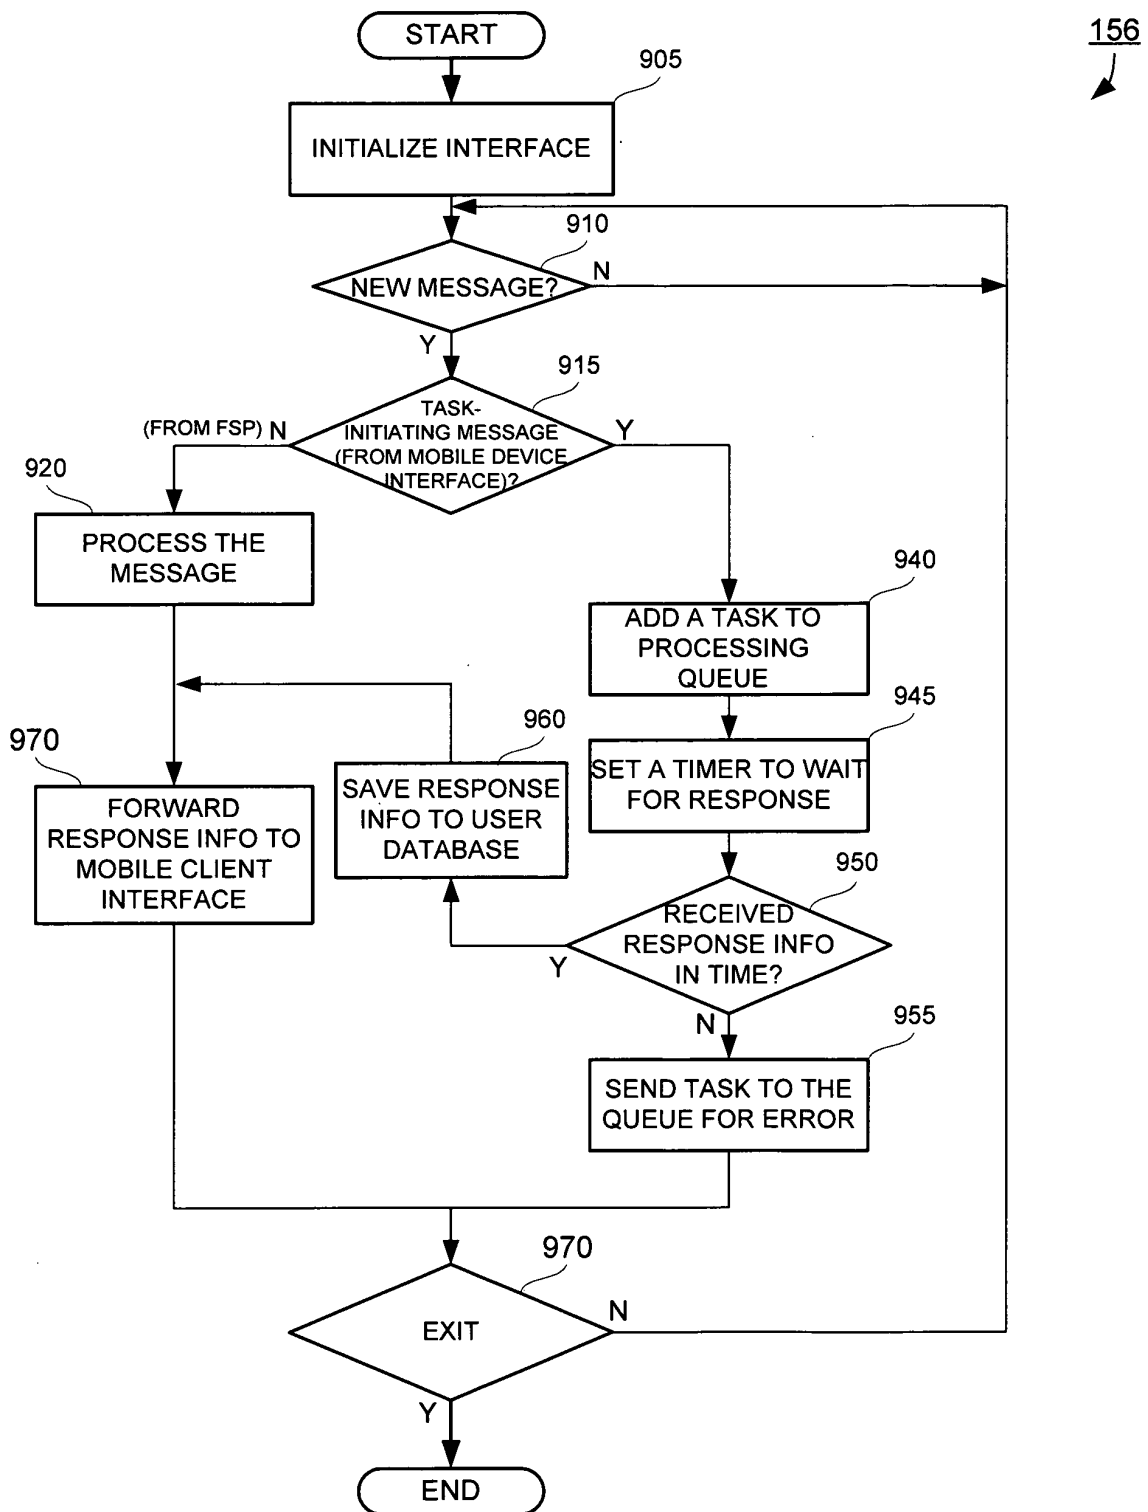 START
156
905
INITIALIZE INTERFACE
910
NEW MESSAGE?
N
Y
915
TASK-
INITIATING MESSAGE
(FROM MOBILE DEVICE
INTERFACE)?
(FROM FSP) N
Y
920
PROCESS THE
MESSAGE
940
ADD A TASK TO
PROCESSING
QUEUE
945
SET A TIMER TO WAIT
FOR RESPONSE
960
SAVE RESPONSE
INFO TO USER
DATABASE
970
FORWARD
RESPONSE INFO TO
MOBILE CLIENT
INTERFACE
950
RECEIVED
RESPONSE INFO
IN TIME?
Y
N
955
SEND TASK TO THE
QUEUE FOR ERROR
970
EXIT
N
Y
END